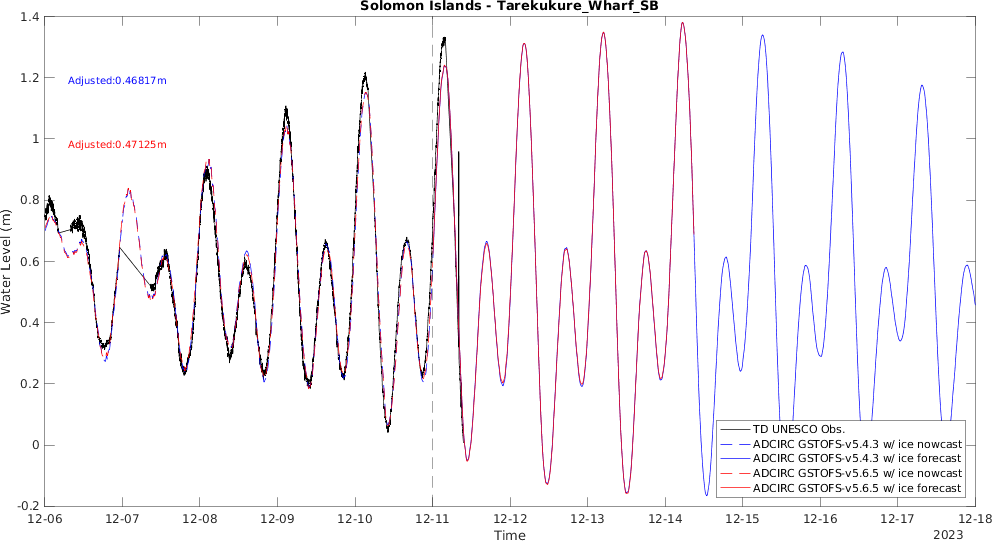 Solomon Islands - Tarekukure_Wharf_SB
1.4
1.2
1
0.8
0.6
0.4
0.2
0
-0.2
Water Level (m)
Adjusted:0.46817m
Adjusted:0.47125m
TD UNESCO Obs.
ADCIRC GSTOFS-v5.4.3 w/ ice nowcast
ADCIRC GSTOFS-v5.4.3 w/ ice forecast
ADCIRC GSTOFS-v5.6.5 w/ ice nowcast
ADCIRC GSTOFS-v5.6.5 w/ ice forecast
12-06 12-07 12-08 12-09 12-10 12-11 12-12 12-13 12-14 12-15 12-16 12-17 12-18
Time
2023